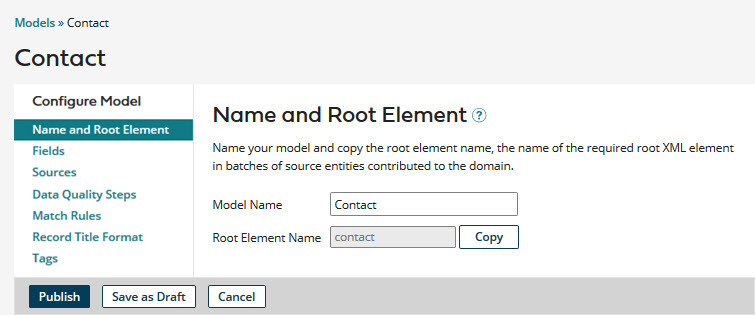 Models » Contact
Contact
Configure Model
Name and Root Element
Fields
Sources
Data Quality Steps
Match Rules
Record Title Format
Tags
Name and Root Element ?
Name your model and copy the root element name, the name of the required root XML element
in batches of source entities contributed to the domain.
Model Name Contact
Root Element Name contact Copy
Publish Save as Draft Cancel